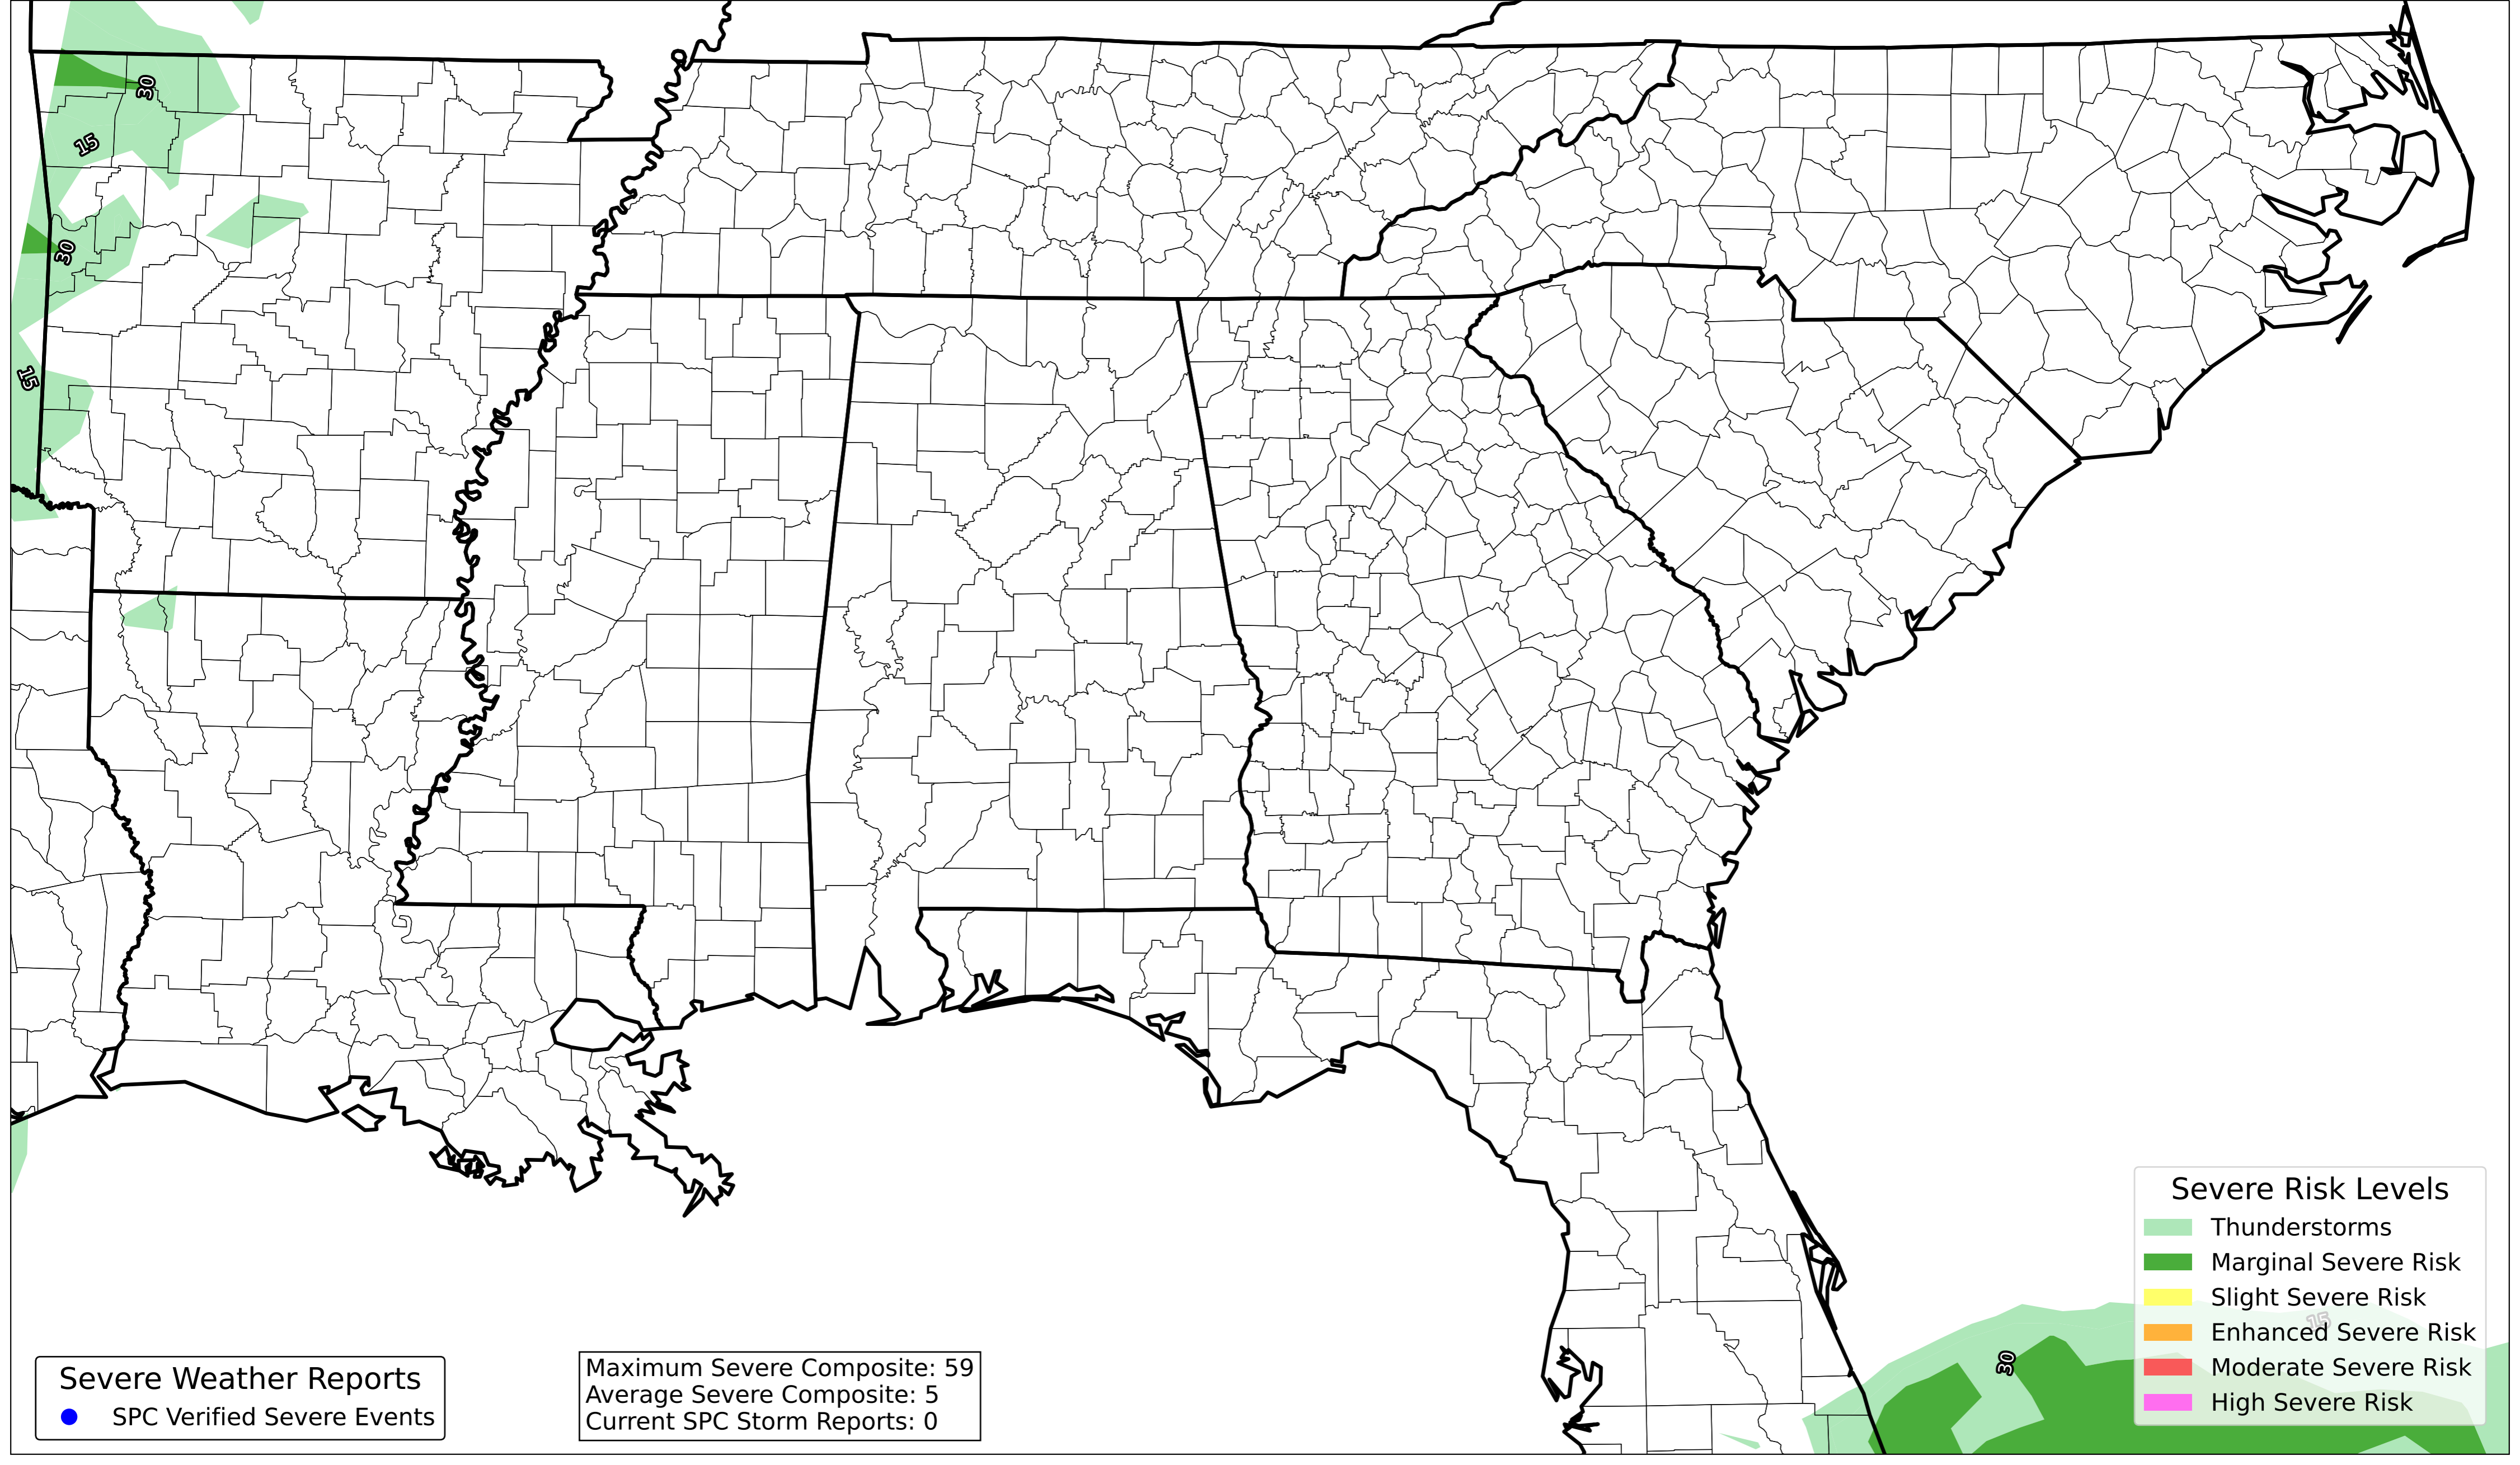 30
15
30
15
Severe Risk Levels
Thunderstorms
Marginal Severe Risk
Slight Severe Risk
15
Enhanced Severe Risk
30
Moderate Severe Risk
High Severe Risk
Severe Weather Reports
SPC Verified Severe Events
Maximum Severe Composite: 59
Average Severe Composite: 5
Current SPC Storm Reports: 0